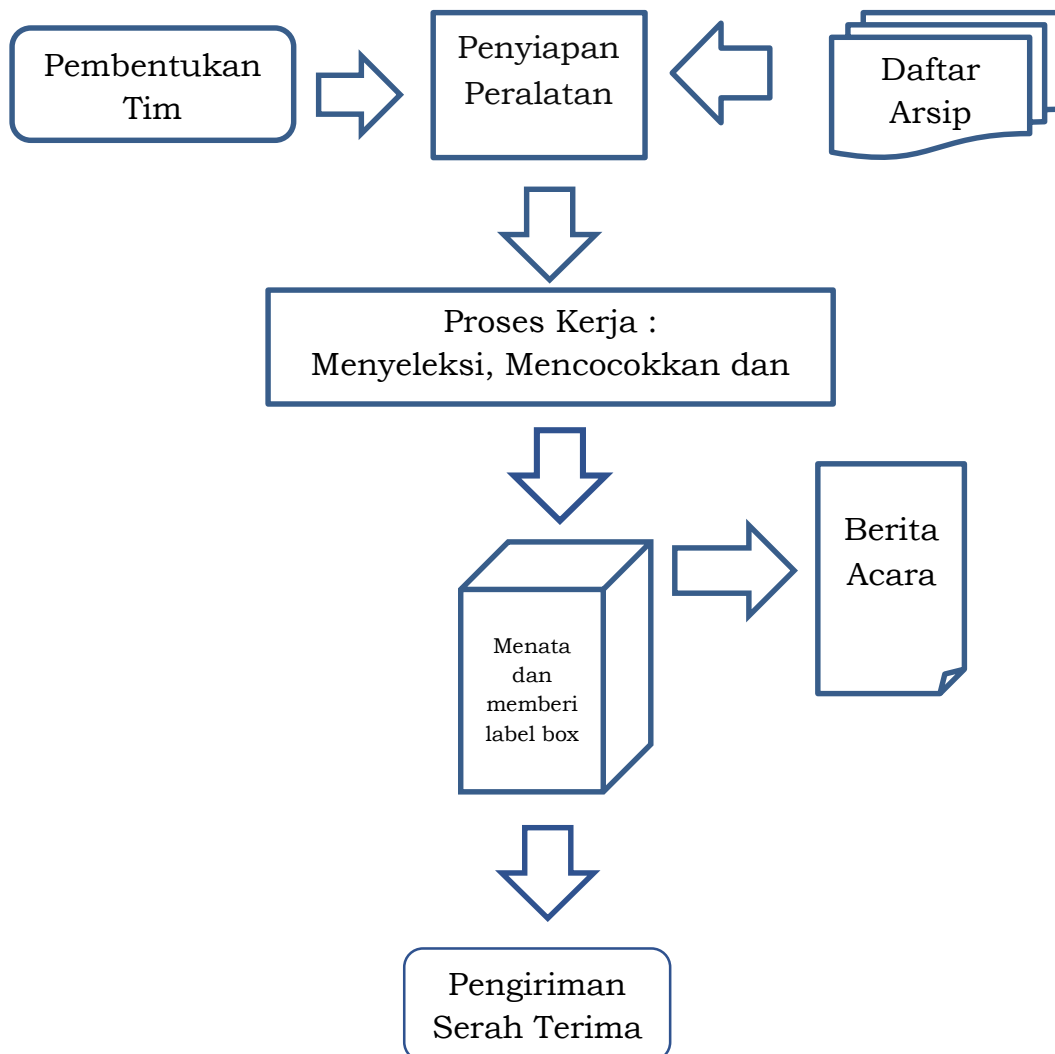 Pembentukan
Tim
Penyiapan
Peralatan
Daftar
Arsip
Proses Kerja :
Menyeleksi, Mencocokkan dan
Berita
Acara
Menata
dan
memberi
label box
Pengiriman
Serah Terima